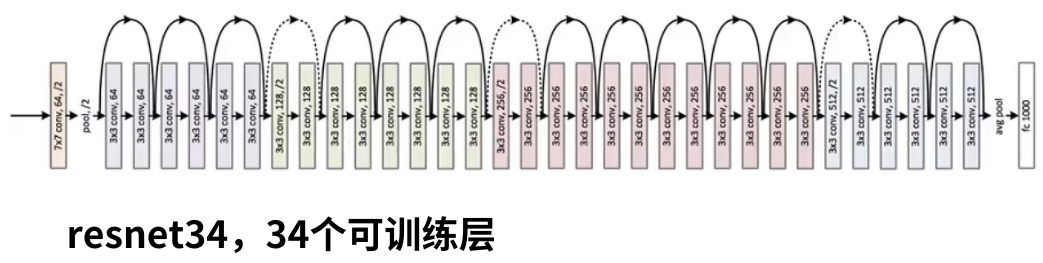 7x7 conv, 64, /2
pool, /2
3x3 conv, 64
3x3 conv, 64
3x3 conv, 64
3x3 conv, 64
3x3 conv, 64
3x3 conv, 64
3x3 conv, 128, /2
3x3 conv, 128
3x3 conv, 128
3x3 conv, 128
3x3 conv, 128
3x3 conv, 128
3x3 conv, 128
3x3 conv, 128
3x3 conv, 256, /2
3x3 conv, 256
3x3 conv, 256
3x3 conv, 256
3x3 conv, 256
3x3 conv, 256
3x3 conv, 256
3x3 conv, 256
3x3 conv, 256
3x3 conv, 256
3x3 conv, 256
3x3 conv, 256
3x3 conv, 512, /2
3x3 conv, 512
3x3 conv, 512
3x3 conv, 512
3x3 conv, 512
3x3 conv, 512
avg pool
fc 1000
resnet34，34个可训练层